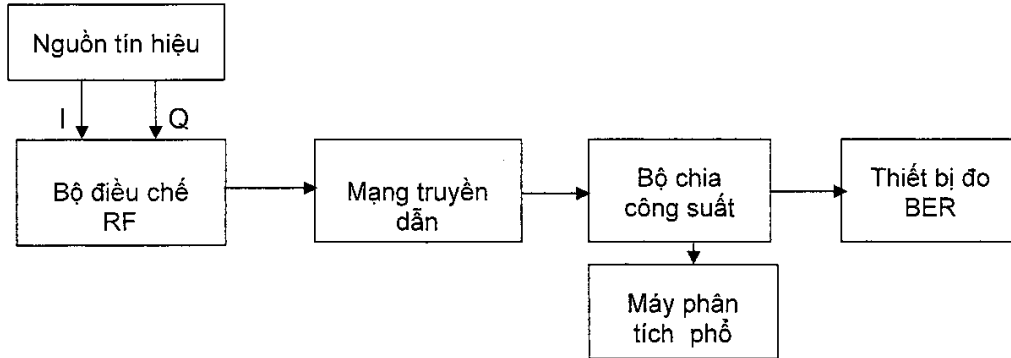 Nguồn tín hiệu
I
Q
Bộ điều chế
RF
Mạng truyền
dẫn
Bộ chia
công suất
Thiết bị đo
BER
Máy phân
tích phổ